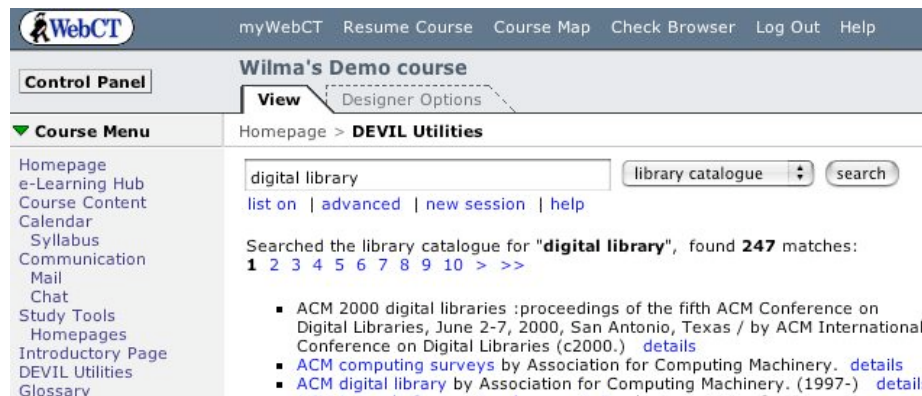 WebCT
myWebCT Resume Course Course Map Check Browser Log Out Help
Control Panel
Wilma's Demo course
View Designer Options
Course Menu
Homepage > DEVIL Utilities
Homepage
e-Learning Hub
Course Content
Calendar
Syllabus
Communication
Mail
Chat
Study Tools
Homepages
Introductory Page
DEVIL Utilities
Glossary
digital library library catalogue search
list on | advanced | new session | help
Searched the library catalogue for "digital library", found 247 matches:
1 2 3 4 5 6 7 8 9 10 > >>
ACM 2000 digital libraries :proceedings of the fifth ACM Conference on
Digital Libraries, June 2-7, 2000, San Antonio, Texas / by ACM International
Conference on Digital Libraries (c2000.) details
ACM computing surveys by Association for Computing Machinery. details
ACM digital library by Association for Computing Machinery. (1997-) detail